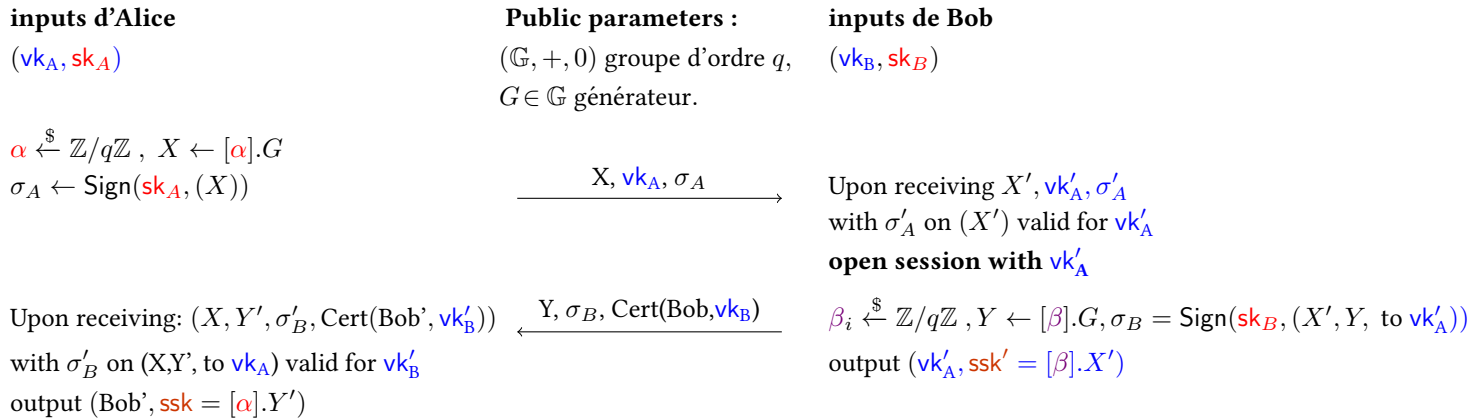 inputs d'Alice
Public parameters :
inputs de Bob
(vk_A, sk_A)
(𝔾, +, 0) groupe d'ordre q,
(vk_B, sk_B)
G ∈ 𝔾 générateur.
α ←$ ℤ/qℤ , X ← [α].G
σ_A ← Sign(sk_A, (X))
X, vk_A, σ_A
Upon receiving X′, vk′_A, σ′_A
with σ′_A on (X′) valid for vk′_A
open session with vk′_A
Upon receiving: (X, Y′, σ′_B, Cert(Bob', vk′_B))
Y, σ_B, Cert(Bob,vk_B)
β_i ←$ ℤ/qℤ , Y ← [β].G, σ_B = Sign(sk_B, (X′, Y, to vk′_A))
with σ′_B on (X,Y', to vk_A) valid for vk′_B
output (vk′_A, ssk′ = [β].X′)
output (Bob', ssk = [α].Y′)